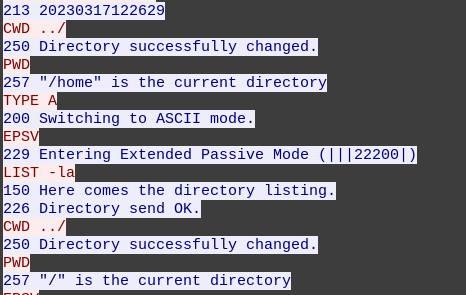 213 20230317122629
CWD ../
250 Directory successfully changed.
PWD
257 "/home" is the current directory
TYPE A
200 Switching to ASCII mode.
EPSV
229 Entering Extended Passive Mode (|||22200|)
LIST -la
150 Here comes the directory listing.
226 Directory send OK.
CWD ../
250 Directory successfully changed.
PWD
257 "/" is the current directory